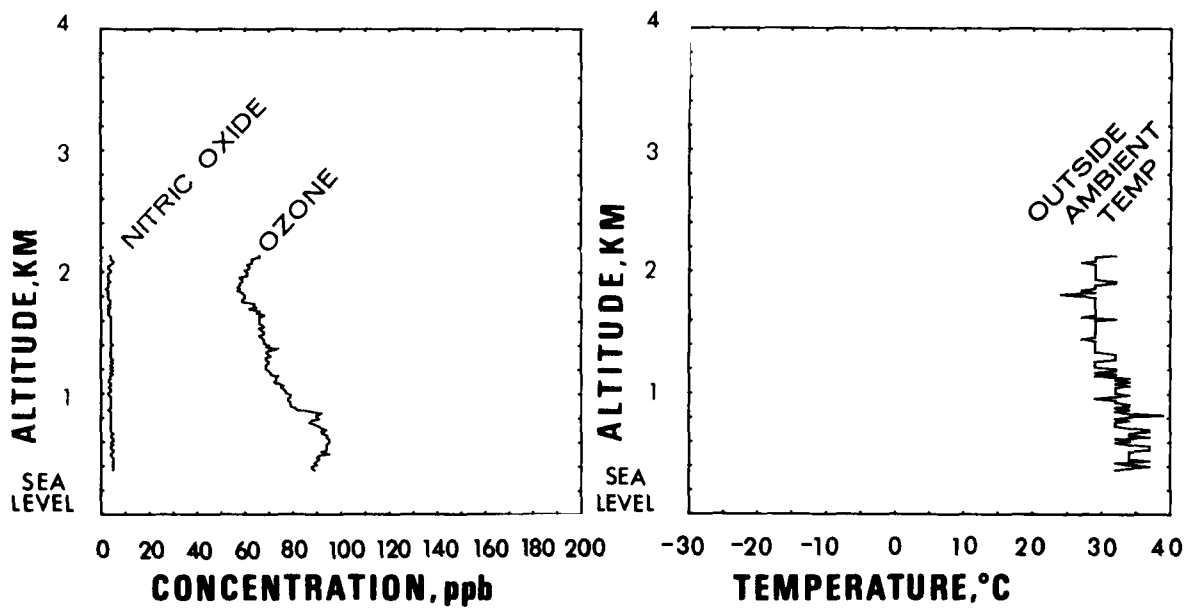 4
3
2
1
SEA
LEVEL
ALTITUDE,KM
NITRIC OXIDE
OZONE
0 20 40 60 80 100 120 140 160 180 200
CONCENTRATION, ppb
4
3
2
1
SEA
LEVEL
ALTITUDE,KM
OUTSIDE
AMBIENT
TEMP
-30 -20 -10 0 10 20 30 40
TEMPERATURE,°C